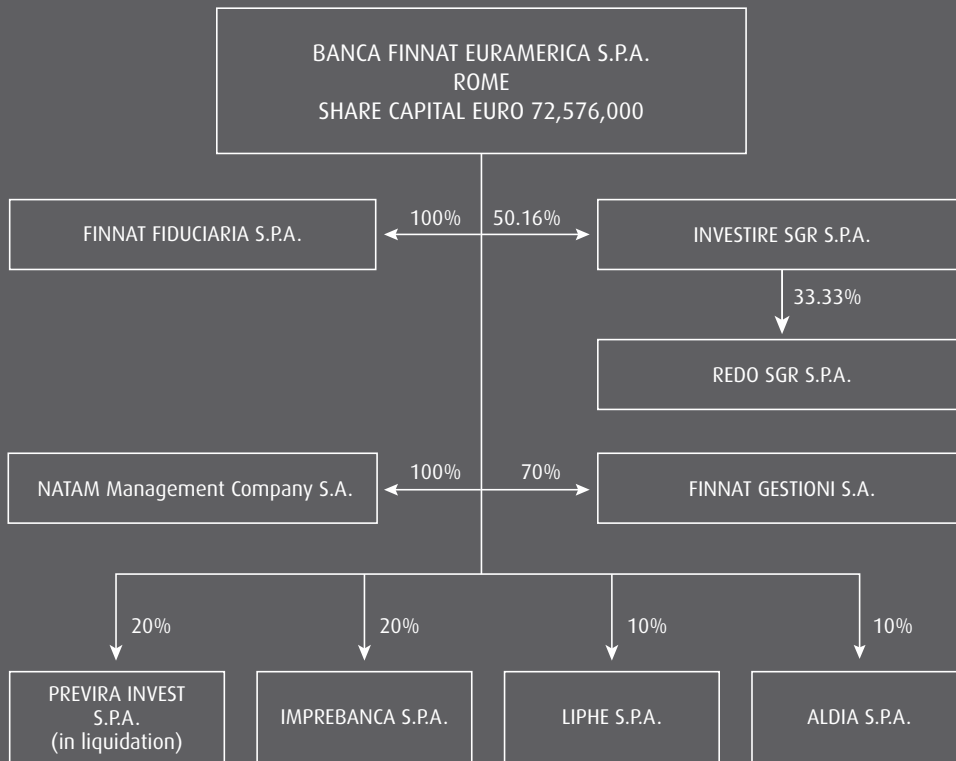 BANCA FINNAT EURAMERICA S.P.A.
ROME
SHARE CAPITAL EURO 72,576,000
FINNAT FIDUCIARIA S.P.A.
100%
50.16%
INVESTIRE SGR S.P.A.
33.33%
REDO SGR S.P.A.
NATAM Management Company S.A.
100%
70%
FINNAT GESTIONI S.A.
20%
20%
10%
10%
PREVIRA INVEST
S.P.A.
(in liquidation)
IMPREBANCA S.P.A.
LIPHE S.P.A.
ALDIA S.P.A.